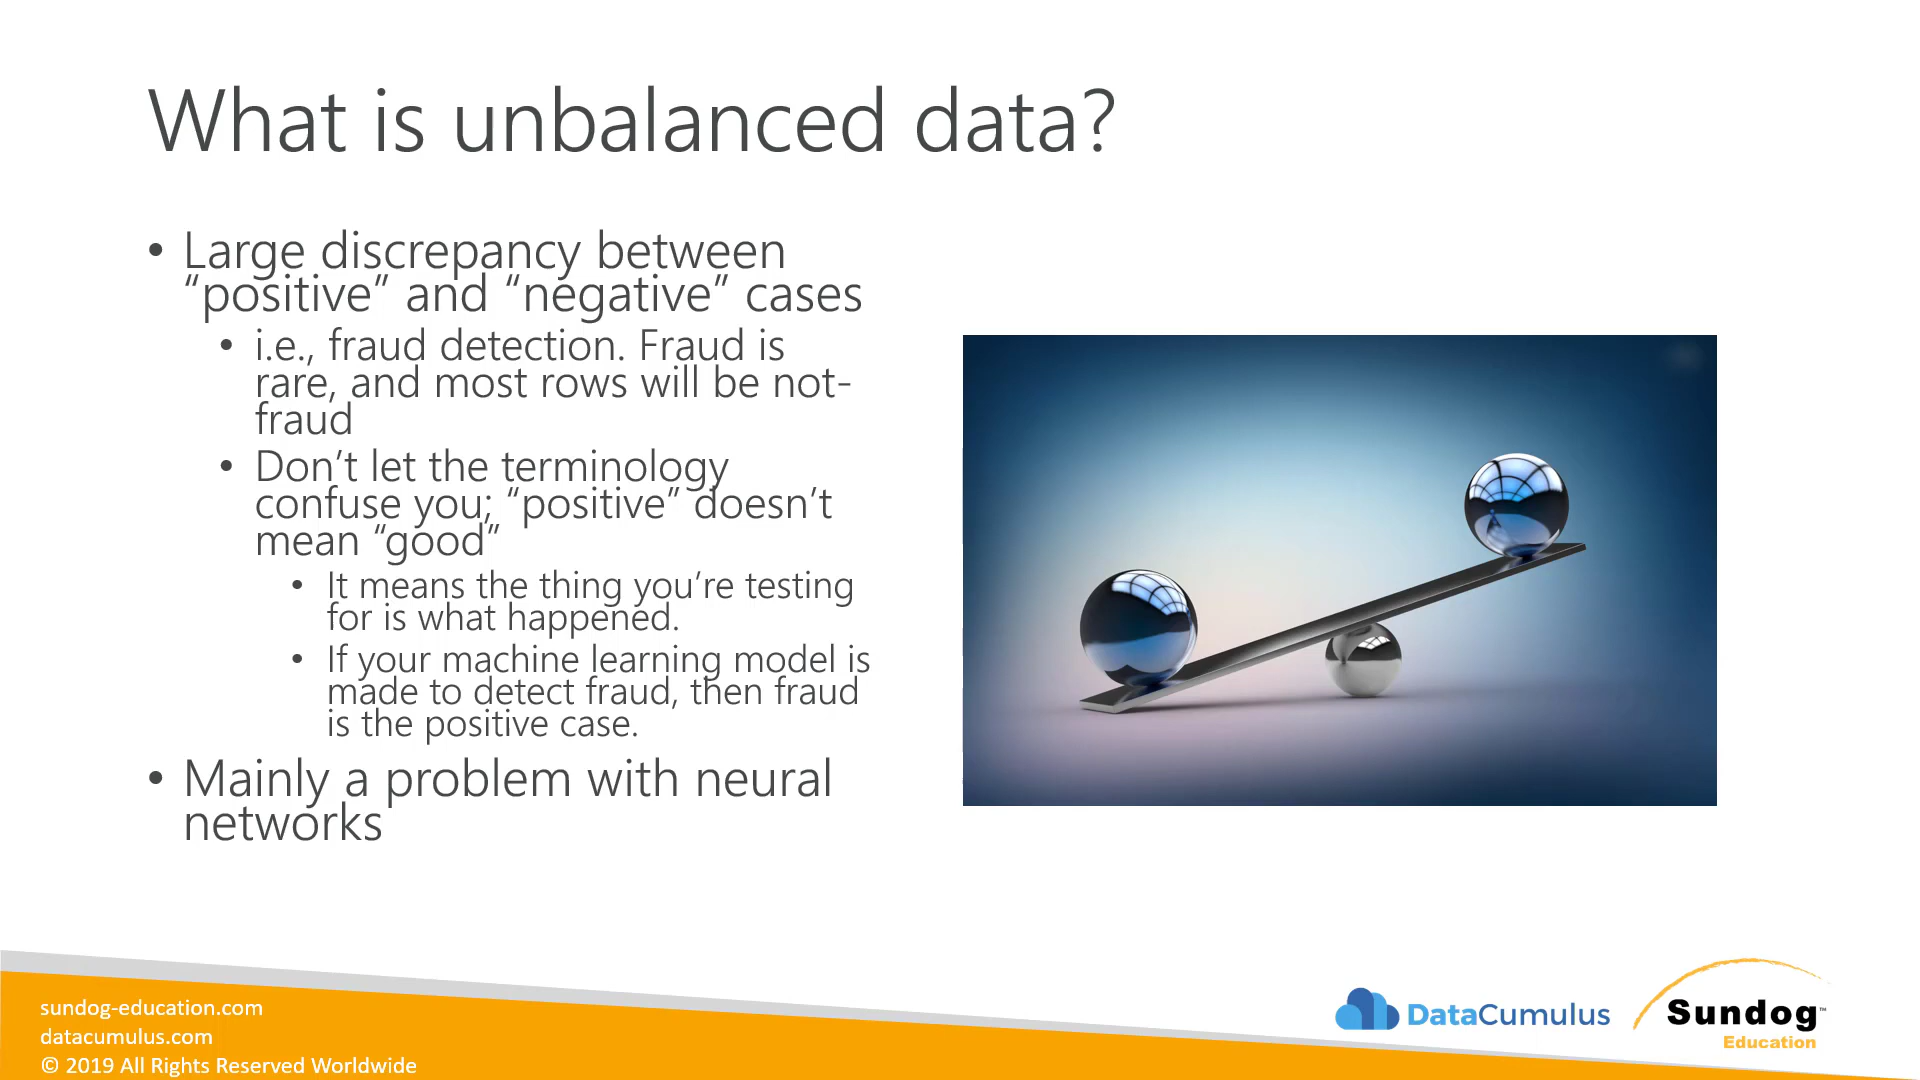 What is unbalanced data?
• Large discrepancy between
“positive” and “negative” cases
• i.e., fraud detection. Fraud is
rare, and most rows will be not-
fraud
• Don’t let the terminology
confuse you; “positive” doesn’t
mean “good”
• It means the thing you’re testing
for is what happened.
• If your machine learning model is
made to detect fraud, then fraud
is the positive case.
• Mainly a problem with neural
networks
sundog-education.com
datacumulus.com
© 2019 All Rights Reserved Worldwide
DataCumulus
Sundog™
Education